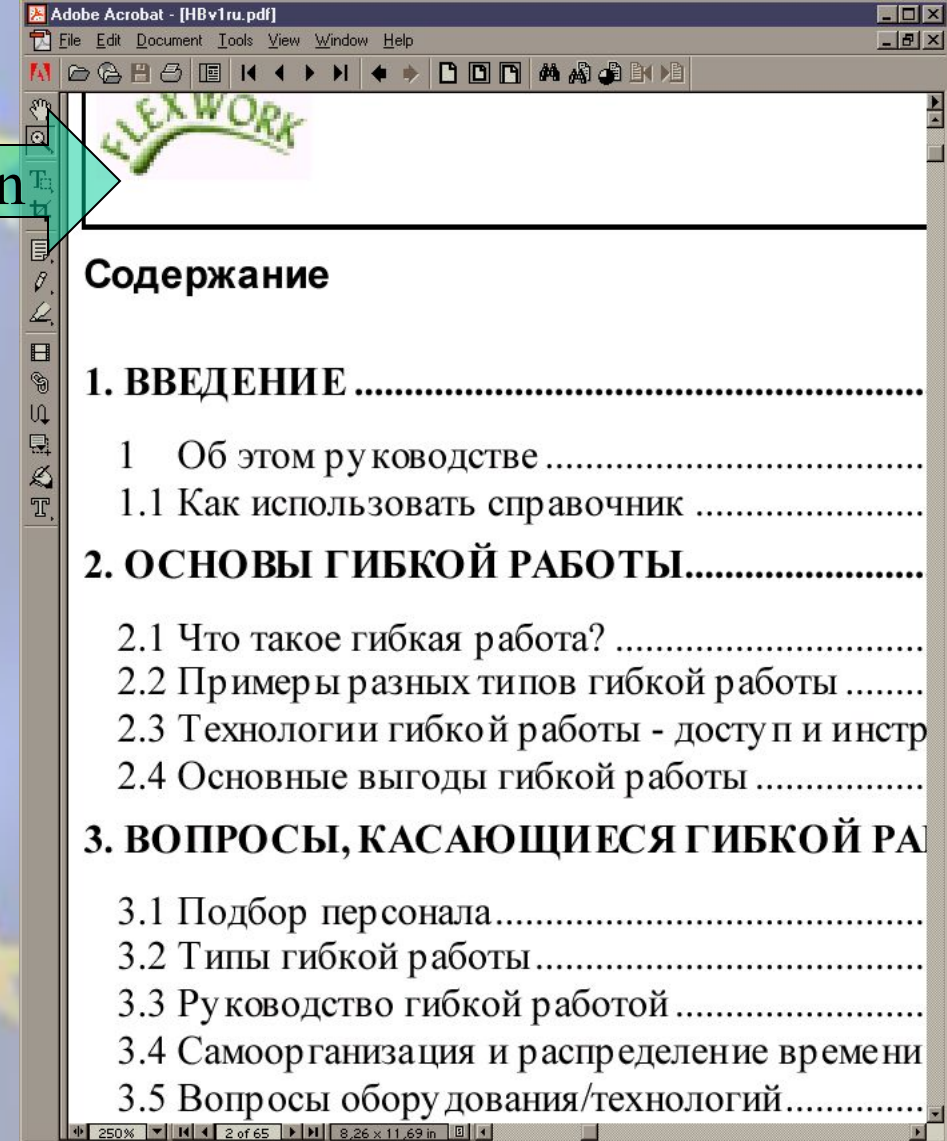 Adobe Acrobat - [HBv1ru.pdf]
File Edit Document Tools View Window Help
FLEXWORK
n
Содержание
1. ВВЕДЕНИЕ
1 Об этом руководстве
1.1 Как использовать справочник
2. ОСНОВЫ ГИБКОЙ РАБОТЫ
2.1 Что такое гибкая работа?
2.2 Примеры разных типов гибкой работы
2.3 Технологии гибкой работы - доступ и инстр
2.4 Основные выгоды гибкой работы
3. ВОПРОСЫ, КАСАЮЩИЕСЯ ГИБКОЙ РА
3.1 Подбор персонала
3.2 Типы гибкой работы
3.3 Руководство гибкой работой
3.4 Самоорганизация и распределение времени
3.5 Вопросы оборудования/технологий
250% 2 of 65 8,26 x 11,69 in